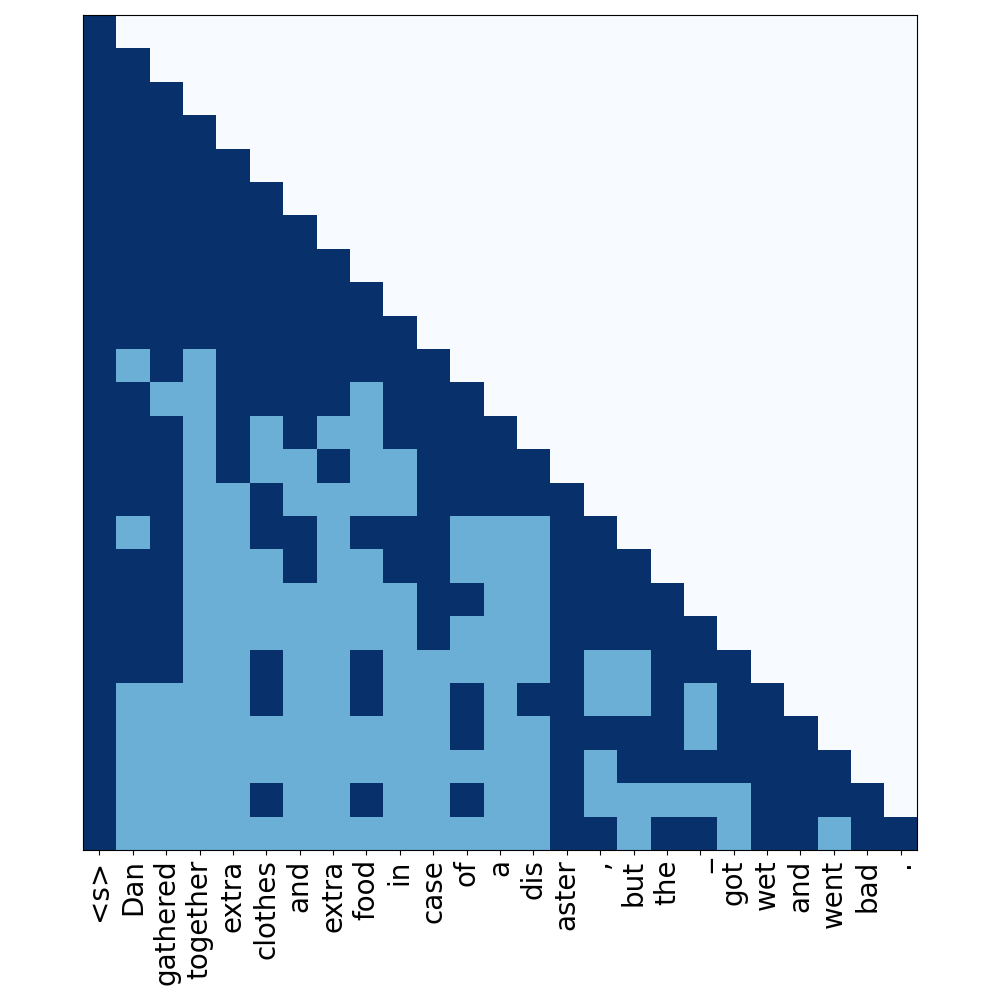 <s> Dan gathered together extra clothes and extra food in case of a dis aster , but the _ got wet and went bad .